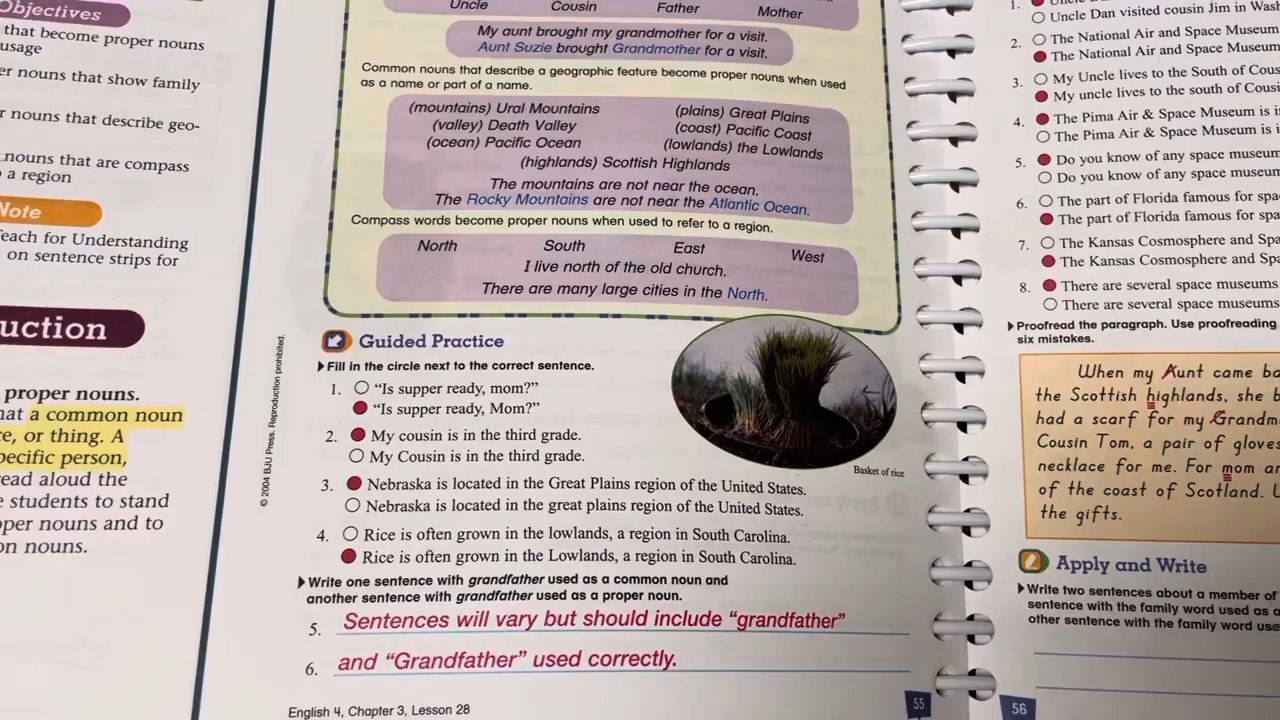 Objectives
that become proper nouns
usage
er nouns that show family
r nouns that describe geo-
nouns that are compass
a region
Note
Teach for Understanding
on sentence strips for
uction
proper nouns.
hat a common noun
ce, or thing. A
pecific person,
read aloud the
e students to stand
oper nouns and to
on nouns.
Uncle Cousin Father Mother
My aunt brought my grandmother for a visit.
Aunt Suzie brought Grandmother for a visit.
Common nouns that describe a geographic feature become proper nouns when used
as a name or part of a name.
(mountains) Ural Mountains (plains) Great Plains
(valley) Death Valley (coast) Pacific Coast
(ocean) Pacific Ocean (lowlands) the Lowlands
(highlands) Scottish Highlands
The mountains are not near the ocean.
The Rocky Mountains are not near the Atlantic Ocean.
Compass words become proper nouns when used to refer to a region.
North South East West
I live north of the old church.
There are many large cities in the North.
© 2004 BJU Press. Reproduction prohibited.
Guided Practice
Fill in the circle next to the correct sentence.
1. “Is supper ready, mom?”
“Is supper ready, Mom?”
2. My cousin is in the third grade.
My Cousin is in the third grade.
3. Nebraska is located in the Great Plains region of the United States.
Nebraska is located in the great plains region of the United States.
4. Rice is often grown in the lowlands, a region in South Carolina.
Rice is often grown in the Lowlands, a region in South Carolina.
Basket of rice
Write one sentence with grandfather used as a common noun and
another sentence with grandfather used as a proper noun.
5. Sentences will vary but should include “grandfather”
6. and “Grandfather” used correctly.
English 4, Chapter 3, Lesson 28
55
1.
Uncle Dan visited cousin Jim in Wash
2. The National Air and Space Museum
The National Air and Space Museum
3. My Uncle lives to the South of Cous
My uncle lives to the south of Cousi
4. The Pima Air & Space Museum is i
The Pima Air & Space Museum is i
5. Do you know of any space museum
Do you know of any space museum
6. The part of Florida famous for spa
The part of Florida famous for spa
7. The Kansas Cosmosphere and Spa
The Kansas Cosmosphere and Spa
8. There are several space museums
There are several space museums
Proofread the paragraph. Use proofreading
six mistakes.
When my Aunt came ba
the Scottish highlands, she b
had a scarf for my Grandm
Cousin Tom, a pair of gloves
necklace for me. For mom an
of the coast of Scotland. U
the gifts.
Apply and Write
Write two sentences about a member of
sentence with the family word used as a
other sentence with the family word use
56